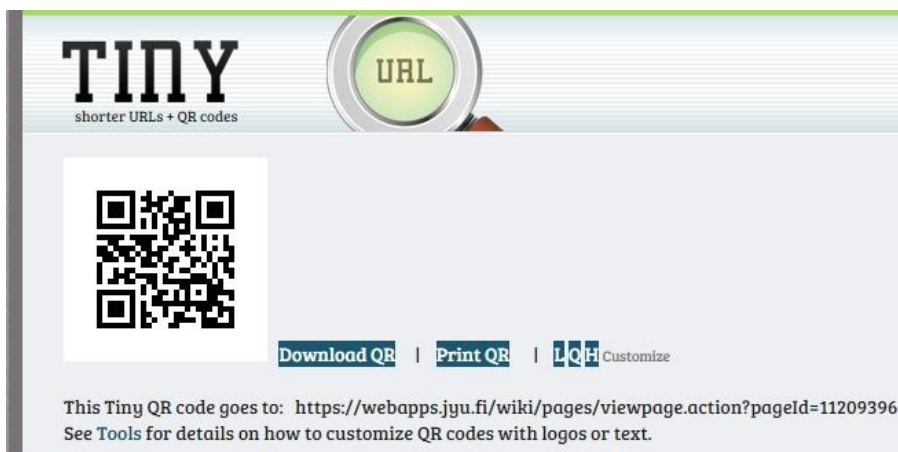 TINY
shorter URLs + QR codes
URL
Download QR | Print QR | L Q H Customize
This Tiny QR code goes to: https://webapps.jyu.fi/wiki/pages/viewpage.action?pageId=11209396
See Tools for details on how to customize QR codes with logos or text.